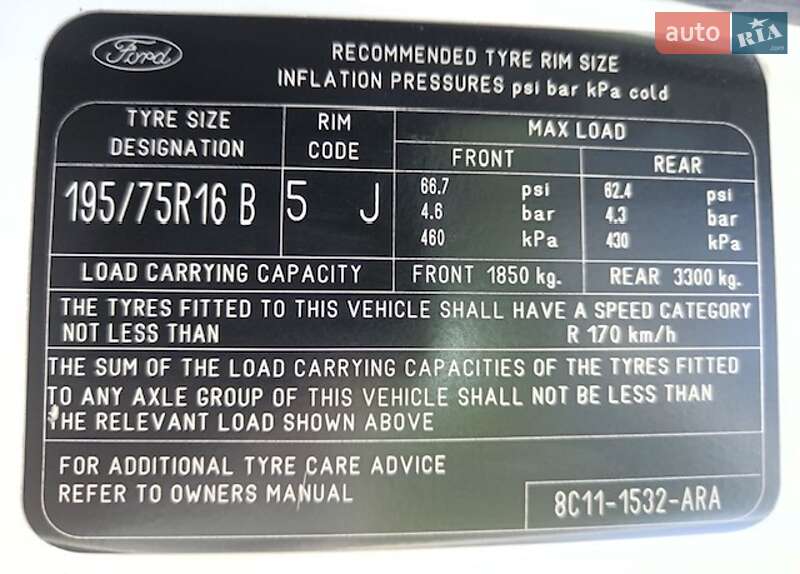 auto RIA
.com
Ford
RECOMMENDED TYRE RIM SIZE
INFLATION PRESSURES psi bar kPa cold
TYRE SIZE DESIGNATION
RIM CODE
MAX LOAD
FRONT
REAR
195/75R16 B
5 J
66.7 psi
4.6 bar
460 kPa
62.4 psi
4.3 bar
430 kPa
LOAD CARRYING CAPACITY FRONT 1850 kg. REAR 3300 kg.
THE TYRES FITTED TO THIS VEHICLE SHALL HAVE A SPEED CATEGORY
NOT LESS THAN R 170 km/h
THE SUM OF THE LOAD CARRYING CAPACITIES OF THE TYRES FITTED
TO ANY AXLE GROUP OF THIS VEHICLE SHALL NOT BE LESS THAN
THE RELEVANT LOAD SHOWN ABOVE
FOR ADDITIONAL TYRE CARE ADVICE
REFER TO OWNERS MANUAL
8C11-1532-ARA